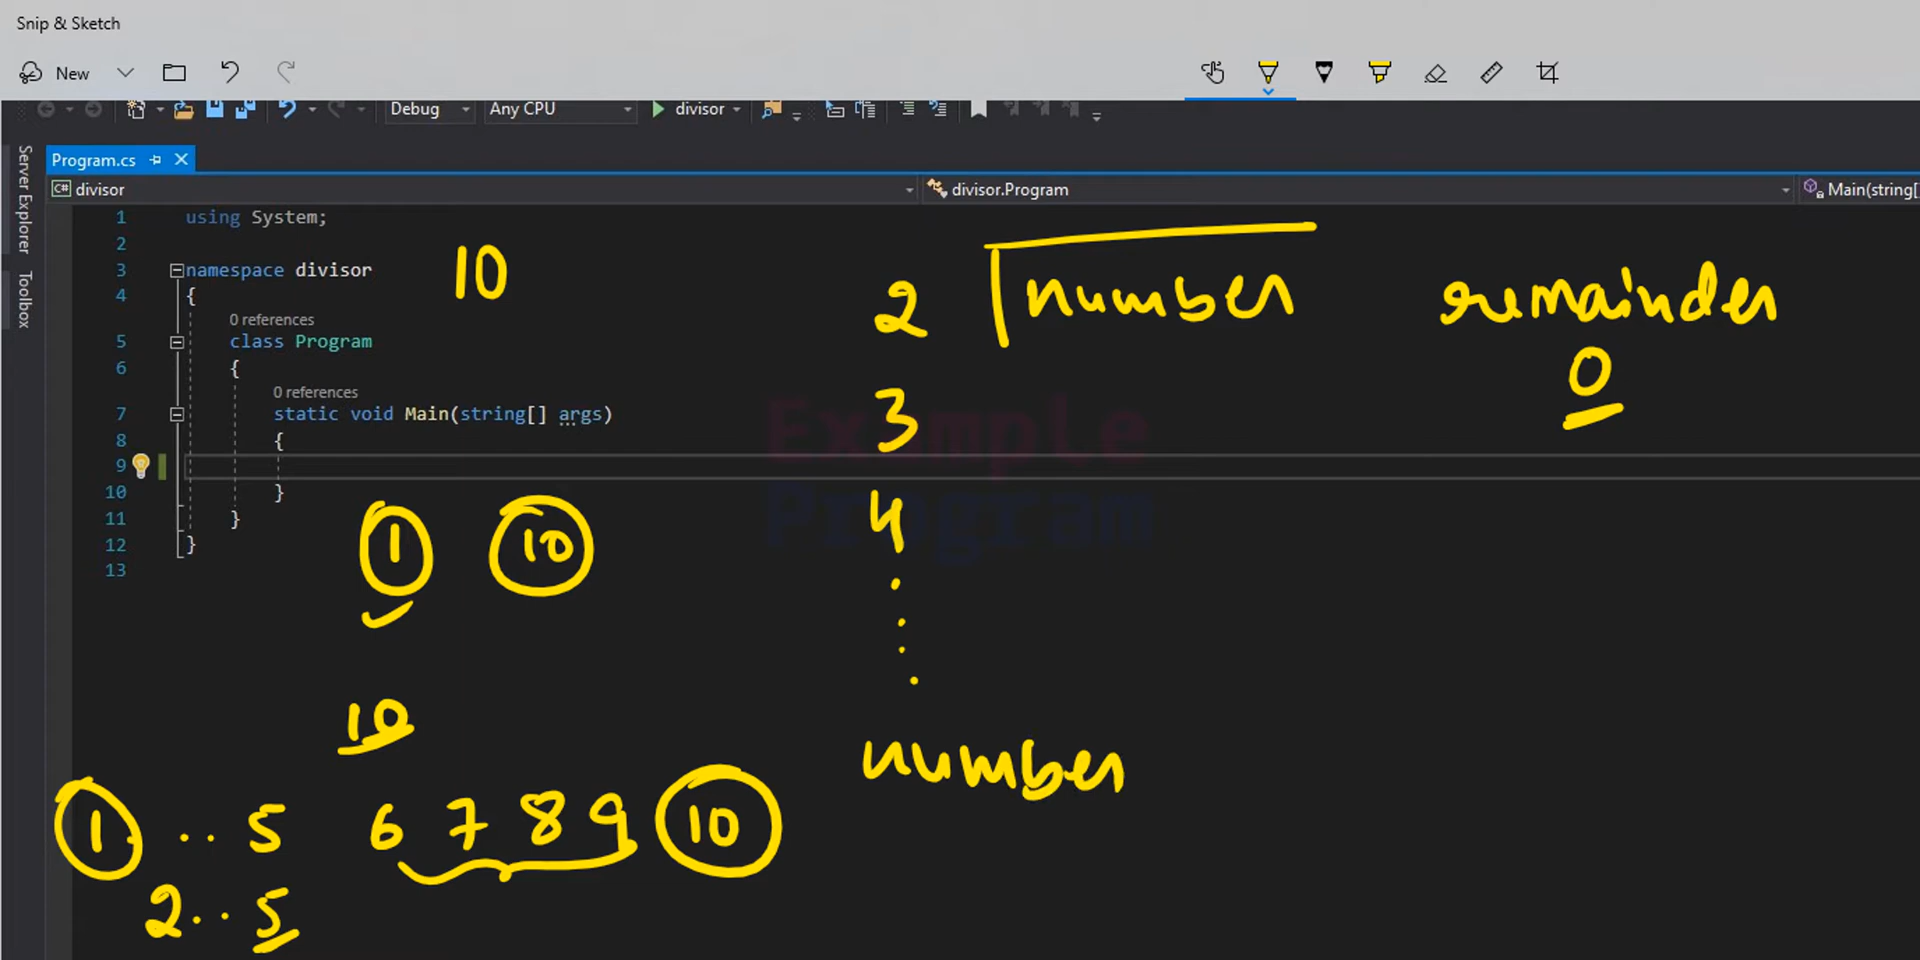 Snip & Sketch
New
Debug Any CPU divisor
Server Explorer
Toolbox
Program.cs
C# divisor
divisor.Program
Main(string[]
1 using System;
2
3 namespace divisor
4 {
0 references
5 class Program
6 {
0 references
7 static void Main(string[] args)
8 {
9
10 }
11 }
12 }
13
10
2 number remainder
0
3
4
number
Example
Program
1 10
10
1 .. 5 6 7 8 9 10
2 .. 5